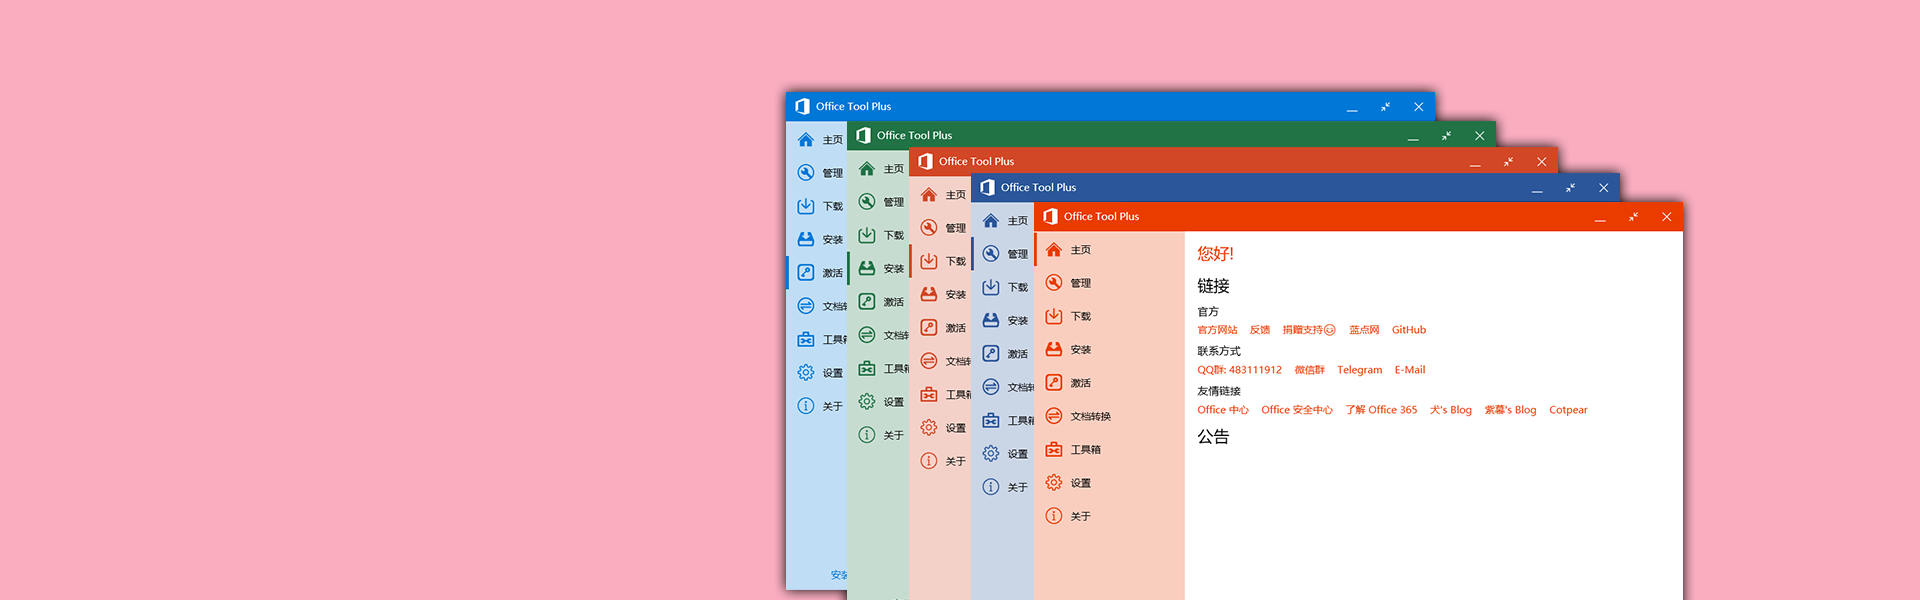 Office Tool Plus
主页
管理
下载
安装
激活
文档
工具
设置
关于
安装
Office Tool Plus
主页
管理
下载
安装
激活
文档
工具
设置
关于
Office Tool Plus
主页
管理
下载
安装
激活
文档
工具
设置
关于
Office Tool Plus
主页
管理
下载
安装
激活
文档
工具
设置
关于
Office Tool Plus
主页
管理
下载
安装
激活
文档转换
工具箱
设置
关于
您好!
链接
官方
官方网站 反馈 捐赠支持 蓝点网 GitHub
联系方式
QQ群: 483111912 微信群 Telegram E-Mail
友情链接
Office 中心 Office 安全中心 了解 Office 365 犬's Blog 紫幕's Blog Cotpear
公告